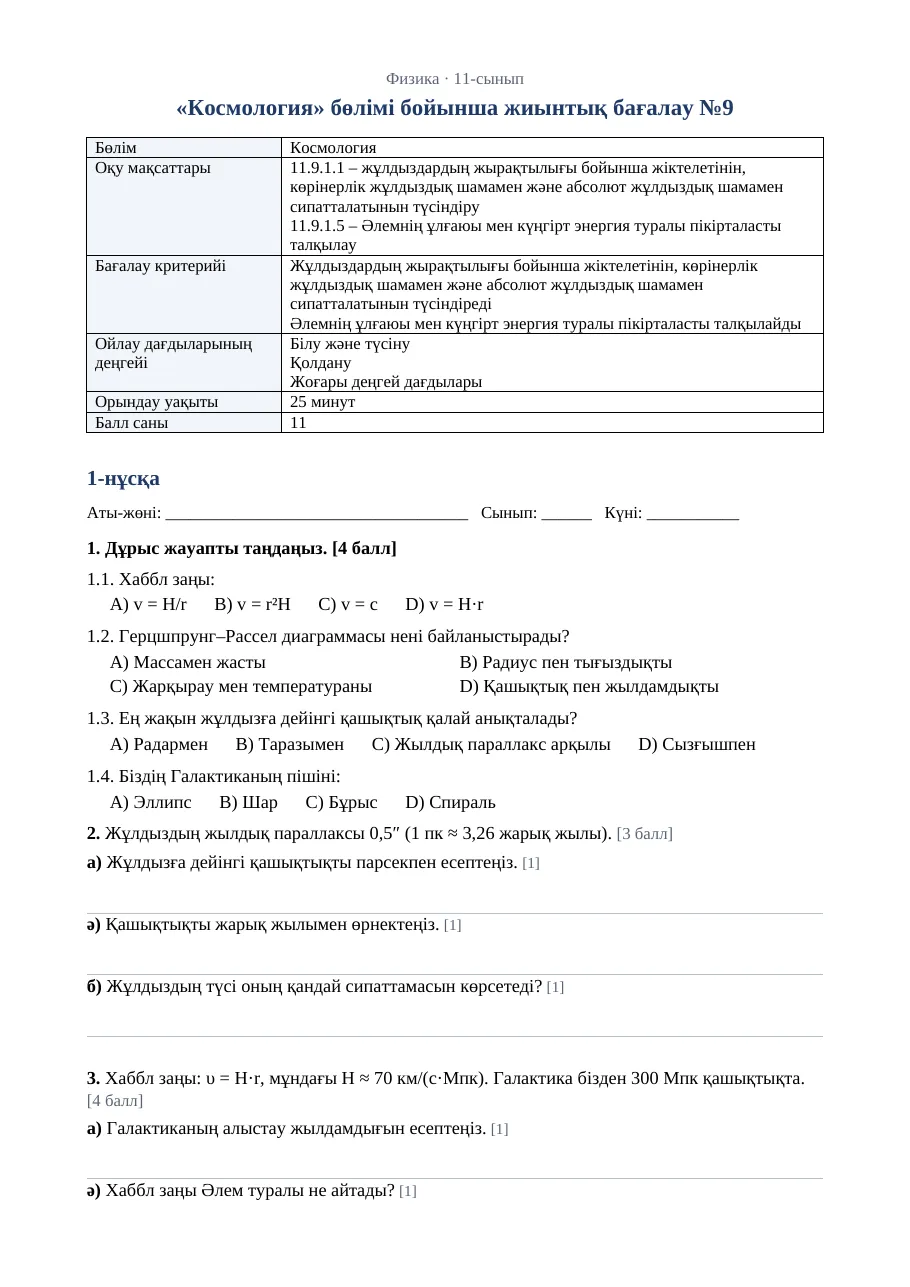 Физика · 11-сынып
«Космология» бөлімі бойынша жиынтық бағалау №9
Бөлім Космология
Оқу мақсаттары 11.9.1.1 – жұлдыздардың жырақтылығы бойынша жіктелетінін,
көрінерлік жұлдыздық шамамен және абсолют жұлдыздық шамамен
сипатталатынын түсіндіру
11.9.1.5 – Әлемнің ұлғаюы мен күңгірт энергия туралы пікірталасты
талқылау
Бағалау критерийі Жұлдыздардың жырақтылығы бойынша жіктелетінін, көрінерлік
жұлдыздық шамамен және абсолют жұлдыздық шамамен
сипатталатынын түсіндіреді
Әлемнің ұлғаюы мен күңгірт энергия туралы пікірталасты талқылайды
Ойлау дағдыларының Білу және түсіну
деңгейі Қолдану
Жоғары деңгей дағдылары
Орындау уақыты 25 минут
Балл саны 11
1-нұсқа
Аты-жөні: ____________________________________ Сынып: ______ Күні: ___________
1. Дұрыс жауапты таңдаңыз. [4 балл]
1.1. Хаббл заңы:
A) v = H/r B) v = r²H C) v = c D) v = H·r
1.2. Герцшпрунг–Рассел диаграммасы нені байланыстырады?
A) Массамен жасты B) Радиус пен тығыздықты
C) Жарқырау мен температураны D) Қашықтық пен жылдамдықты
1.3. Ең жақын жұлдызға дейінгі қашықтық қалай анықталады?
A) Радармен B) Таразымен C) Жылдық параллакс арқылы D) Сызғышпен
1.4. Біздің Галактиканың пішіні:
A) Эллипс B) Шар C) Бұрыс D) Спираль
2. Жұлдыздың жылдық параллаксы 0,5″ (1 пк ≈ 3,26 жарық жылы). [3 балл]
а) Жұлдызға дейінгі қашықтықты парсекпен есептеңіз. [1]
ә) Қашықтықты жарық жылымен өрнектеңіз. [1]
б) Жұлдыздың түсі оның қандай сипаттамасын көрсетеді? [1]
3. Хаббл заңы: υ = H·r, мұндағы H ≈ 70 км/(с·Мпк). Галактика бізден 300 Мпк қашықтықта.
[4 балл]
а) Галактиканың алыстау жылдамдығын есептеңіз. [1]
ә) Хаббл заңы Әлем туралы не айтады? [1]